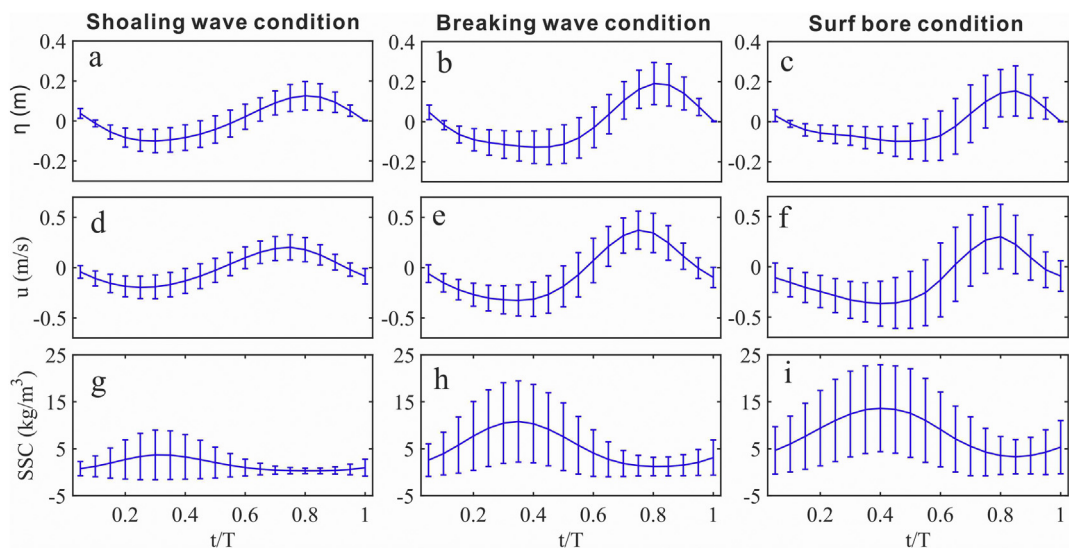 Shoaling wave condition Breaking wave condition Surf bore condition
0.4 0.4 0.4
a b c
0.2 0.2 0.2
η (m)
0 0 0
-0.2 -0.2 -0.2
d e f
0.5 0.5 0.5
u (m/s)
0 0 0
-0.5 -0.5 -0.5
25 25 25
g h i
15 15 15
SSC (kg/m³)
5 5 5
-5 -5 -5
0.2 0.4 0.6 0.8 1 0.2 0.4 0.6 0.8 1 0.2 0.4 0.6 0.8 1
t/T t/T t/T